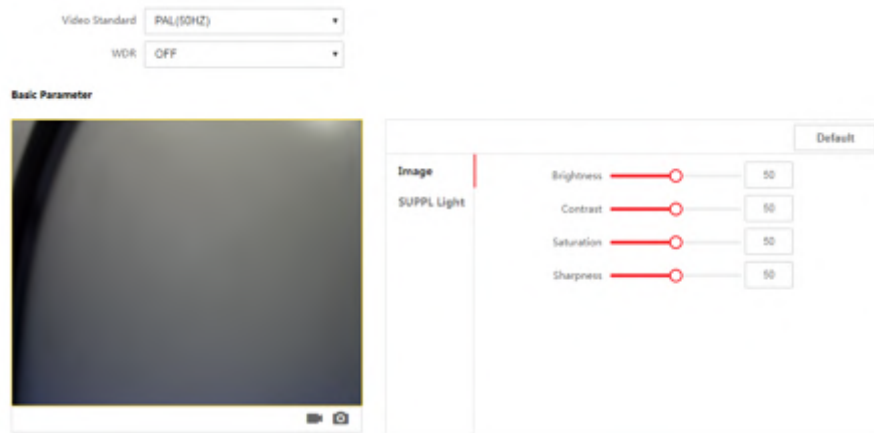 Video Standard PAL(50HZ)
WDR OFF
Basic Parameter
Default
Image
SUPPL Light
Brightness 50
Contrast 50
Saturation 50
Sharpness 50